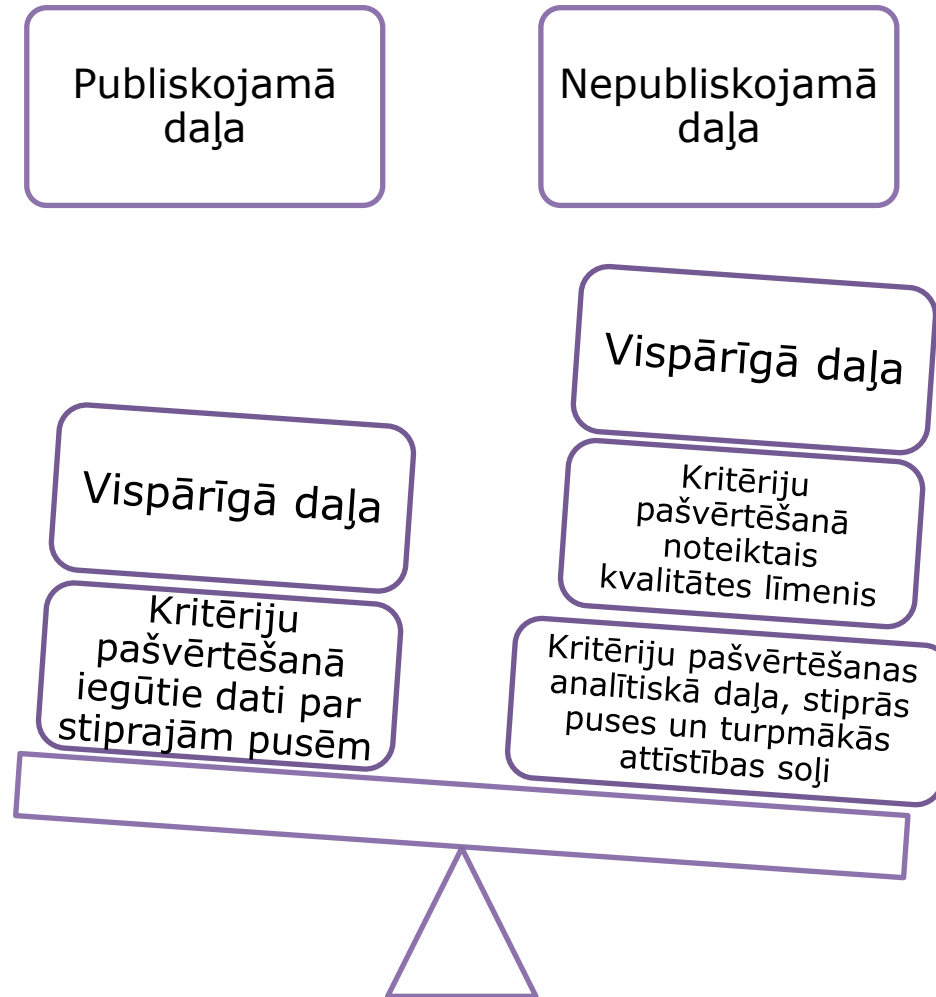 Publiskojamā
daļa
Nepubliskojamā
daļa
Vispārīgā daļa
Kritēriju
pašvērtēšanā
iegūtie dati par
stiprajām pusēm
Vispārīgā daļa
Kritēriju
pašvērtēšanā
noteiktais
kvalitātes līmenis
Kritēriju pašvērtēšanas
analītiskā daļa, stiprās
puses un turpmākās
attīstības soļi